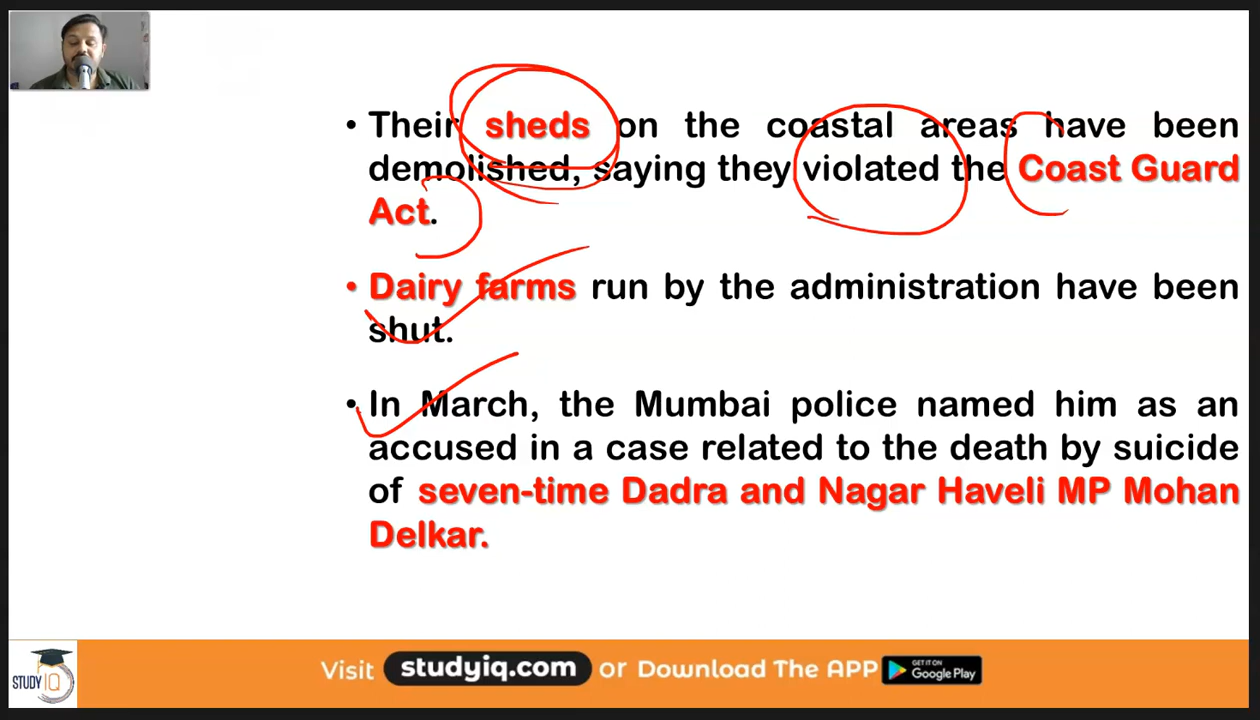 • Their sheds on the coastal areas have been
demolished, saying they violated the Coast Guard
Act.
• Dairy farms run by the administration have been
shut.
• In March, the Mumbai police named him as an
accused in a case related to the death by suicide
of seven-time Dadra and Nagar Haveli MP Mohan
Delkar.
STUDY IQ
Visit studyiq.com or Download The APP GET IT ON Google Play